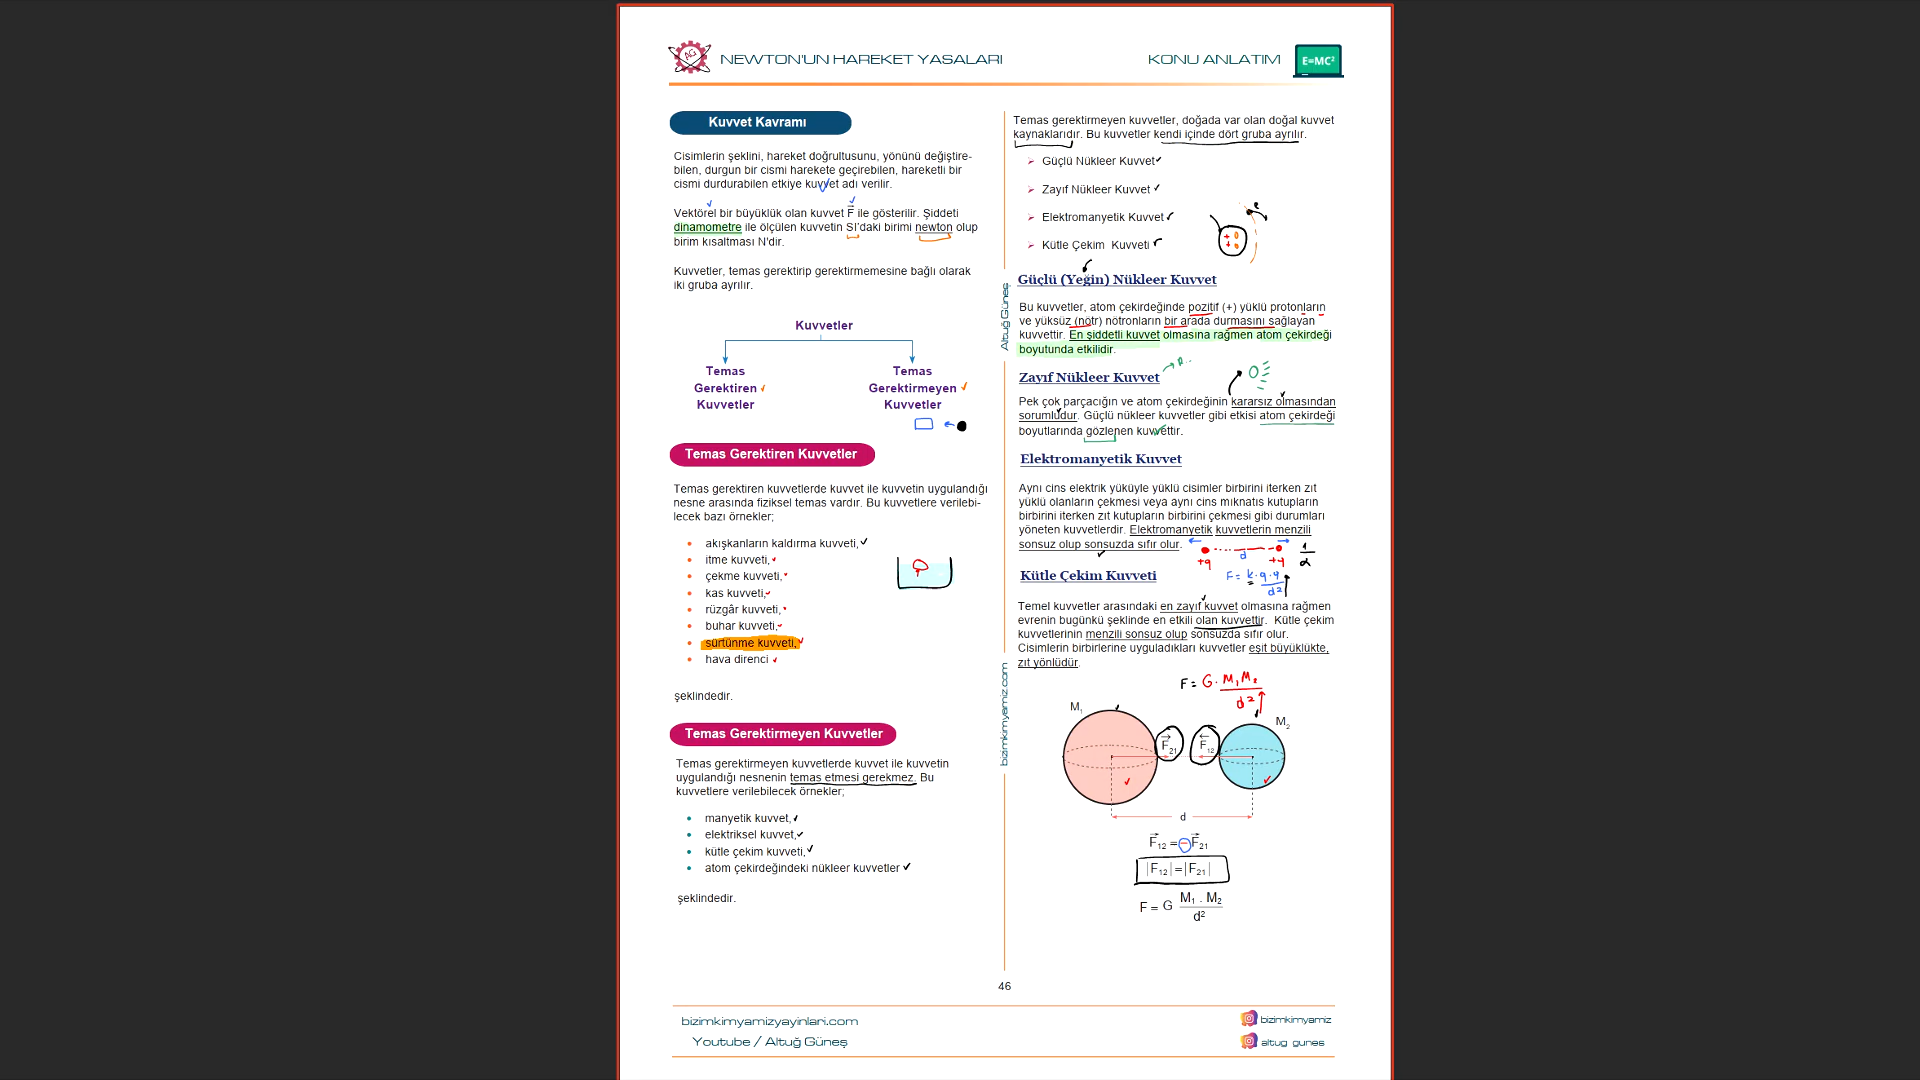 NEWTON'UN HAREKET YASALARI
KONU ANLATIM
E=MC²
Kuvvet Kavramı
Cisimlerin şeklini, hareket doğrultusunu, yönünü değiştire-
bilen, durgun bir cismi harekete geçirebilen, hareketli bir
cismi durdurabilen etkiye kuvvet adı verilir.
Vektörel bir büyüklük olan kuvvet F ile gösterilir. Şiddeti
dinamometre ile ölçülen kuvvetin SI'daki birimi newton olup
birim kısaltması N'dir.
Kuvvetler, temas gerektirip gerektirmemesine bağlı olarak
iki gruba ayrılır.
Kuvvetler
Temas
Gerektiren
Kuvvetler
Temas
Gerektirmeyen
Kuvvetler
Temas Gerektiren Kuvvetler
Temas gerektiren kuvvetlerde kuvvet ile kuvvetin uygulandığı
nesne arasında fiziksel temas vardır. Bu kuvvetlere verilebi-
lecek bazı örnekler;
• akışkanların kaldırma kuvveti,
• itme kuvveti,
• çekme kuvveti,
• kas kuvveti,
• rüzgâr kuvveti,
• buhar kuvveti,
• sürtünme kuvveti,
• hava direnci
şeklindedir.
Temas Gerektirmeyen Kuvvetler
Temas gerektirmeyen kuvvetlerde kuvvet ile kuvvetin
uygulandığı nesnenin temas etmesi gerekmez. Bu
kuvvetlere verilebilecek örnekler;
• manyetik kuvvet,
• elektriksel kuvvet,
• kütle çekim kuvveti,
• atom çekirdeğindeki nükleer kuvvetler
şeklindedir.
Altuğ Güneş
bizimkimyamiz.com
Temas gerektirmeyen kuvvetler, doğada var olan doğal kuvvet
kaynaklarıdır. Bu kuvvetler kendi içinde dört gruba ayrılır.
➢ Güçlü Nükleer Kuvvet
➢ Zayıf Nükleer Kuvvet
➢ Elektromanyetik Kuvvet
➢ Kütle Çekim Kuvveti
Güçlü (Yeğin) Nükleer Kuvvet
Bu kuvvetler, atom çekirdeğinde pozitif (+) yüklü protonların
ve yüksüz (nötr) nötronların bir arada durmasını sağlayan
kuvvettir. En şiddetli kuvvet olmasına rağmen atom çekirdeği
boyutunda etkilidir.
Zayıf Nükleer Kuvvet
Pek çok parçacığın ve atom çekirdeğinin kararsız olmasından
sorumludur. Güçlü nükleer kuvvetler gibi etkisi atom çekirdeği
boyutlarında gözlenen kuvvettir.
Elektromanyetik Kuvvet
Aynı cins elektrik yüküyle yüklü cisimler birbirini iterken zıt
yüklü olanların çekmesi veya aynı cins mıknatıs kutupların
birbirini iterken zıt kutupların birbirini çekmesi gibi durumları
yöneten kuvvetlerdir. Elektromanyetik kuvvetlerin menzili
sonsuz olup sonsuzda sıfır olur.
d
+q +q
F = k·q·q / d²
Kütle Çekim Kuvveti
Temel kuvvetler arasındaki en zayıf kuvvet olmasına rağmen
evrenin bugünkü şeklinde en etkili olan kuvvettir. Kütle çekim
kuvvetlerinin menzili sonsuz olup sonsuzda sıfır olur.
Cisimlerin birbirlerine uyguladıkları kuvvetler eşit büyüklükte,
zıt yönlüdür.
F = G · M₁M₂ / d²
M₁
M₂
F₂₁ F₁₂
d
F₁₂ = - F₂₁
|F₁₂| = |F₂₁|
F = G M₁ . M₂ / d²
46
bizimkimyamizyayinlari.com
Youtube / Altuğ Güneş
bizimkimyamiz
altug gunes